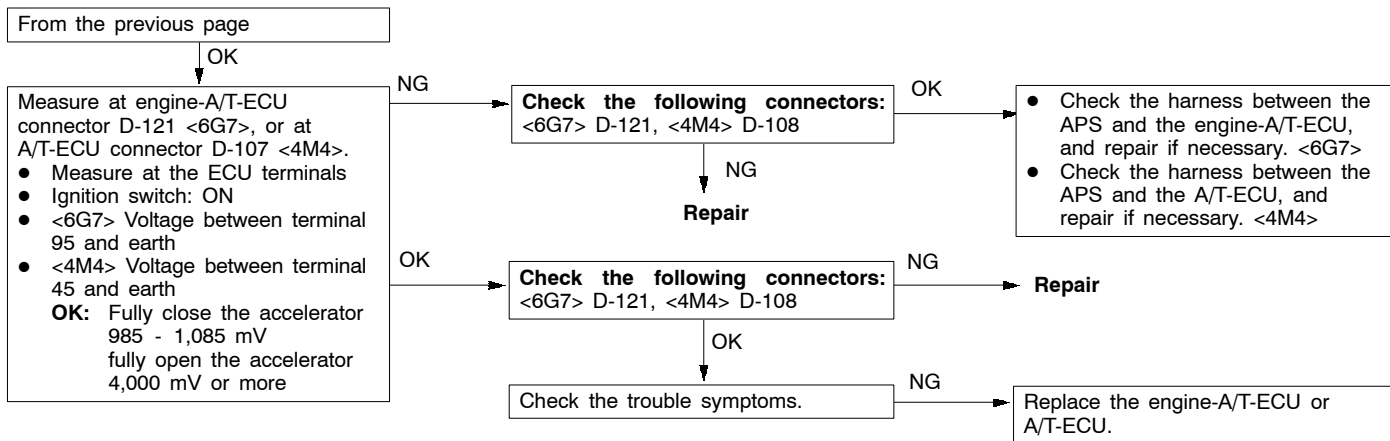 From the previous page
OK
Measure at engine-A/T-ECU
connector D-121 <6G7>, or at
A/T-ECU connector D-107 <4M4>.
● Measure at the ECU terminals
● Ignition switch: ON
● <6G7> Voltage between terminal
95 and earth
● <4M4> Voltage between terminal
45 and earth
OK: Fully close the accelerator
985 - 1,085 mV
fully open the accelerator
4,000 mV or more
NG
Check the following connectors:
<6G7> D-121, <4M4> D-108
OK
● Check the harness between the
APS and the engine-A/T-ECU,
and repair if necessary. <6G7>
● Check the harness between the
APS and the A/T-ECU, and
repair if necessary. <4M4>
NG
Repair
OK
Check the following connectors:
<6G7> D-121, <4M4> D-108
NG
Repair
OK
Check the trouble symptoms.
NG
Replace the engine-A/T-ECU or
A/T-ECU.